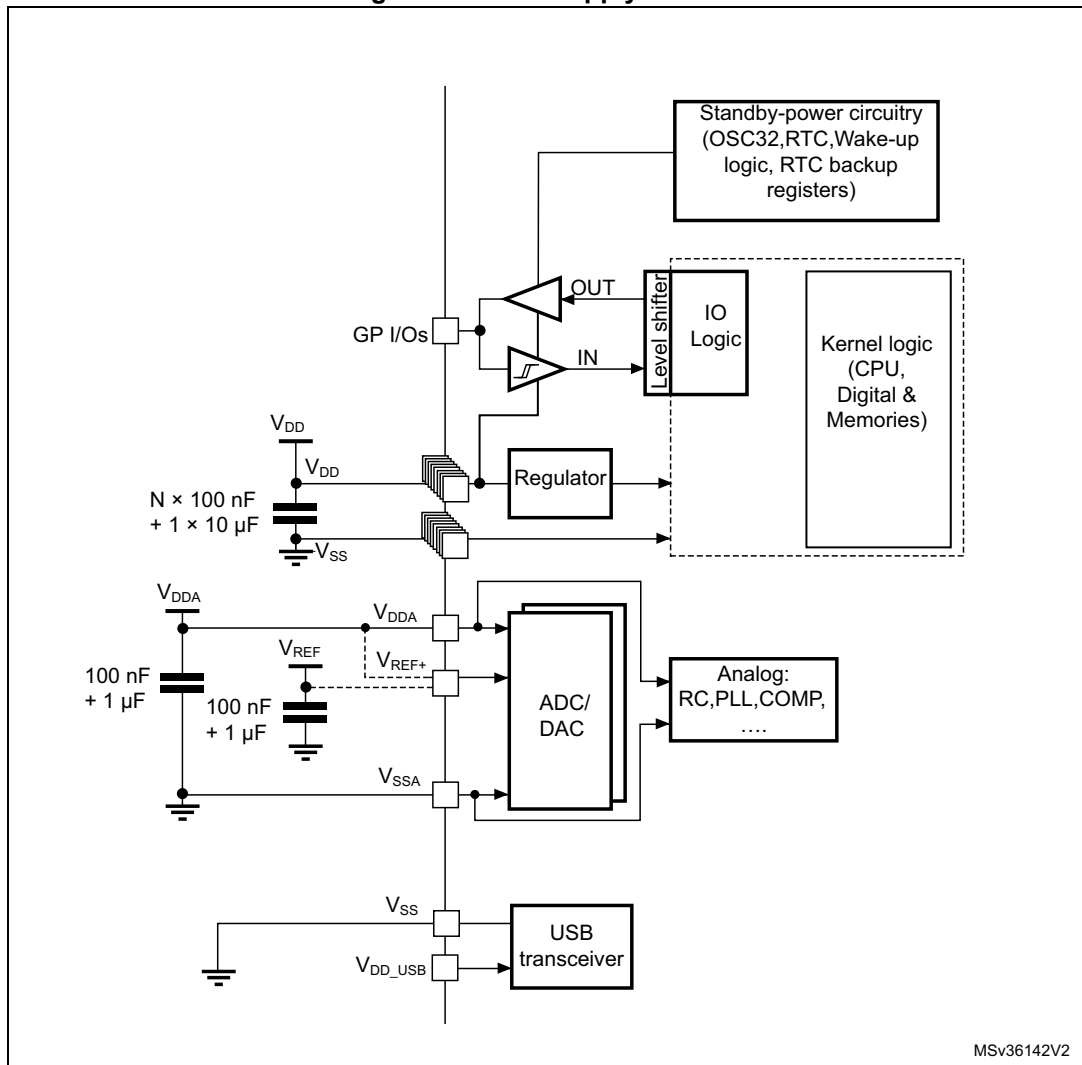 Standby-power circuitry
(OSC32,RTC,Wake-up
logic, RTC backup
registers)
OUT
Level shifter
IO
Logic
GP I/Os
IN
Kernel logic
(CPU,
Digital &
Memories)
VDD
VDD
Regulator
N × 100 nF
+ 1 × 10 µF
VSS
VDDA
VDDA
VREF
VREF+
100 nF
+ 1 µF
100 nF
+ 1 µF
ADC/
DAC
Analog:
RC,PLL,COMP,
....
VSSA
VSS
USB
transceiver
VDD_USB
MSv36142V2